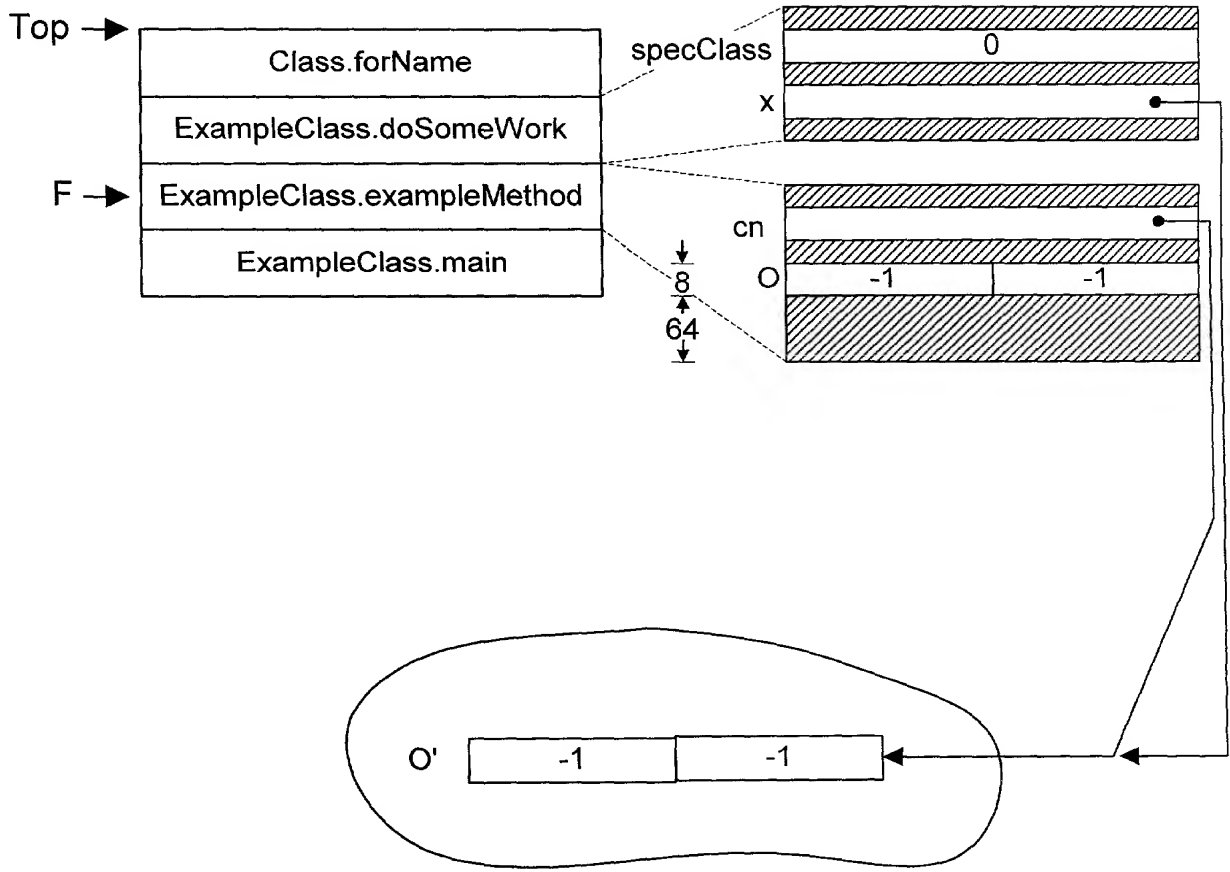 Top
Class.forName
ExampleClass.doSomeWork
F
ExampleClass.exampleMethod
ExampleClass.main
specClass
0
x
cn
O
-1 -1
8
64
O' -1 -1